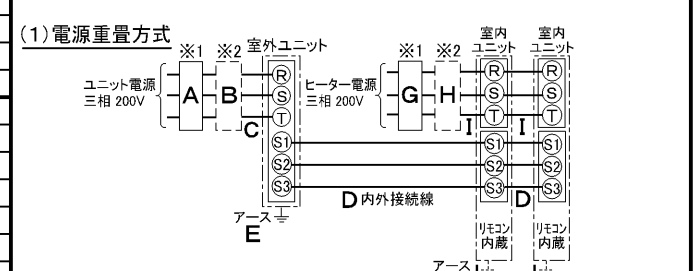 (1)電源重畳方式
※1 ※2 室外ユニット
ユニット電源
三相 200V
A B
C
R
S
T
S1
S2
S3
アース
E
※1 ※2
ヒーター電源
三相 200V
G H
I I
室内
ユニット
R
S
T
S1
S2
S3
リモコン
内蔵
室内
ユニット
R
S
T
S1
S2
S3
リモコン
内蔵
D 内外接続線
D
アース